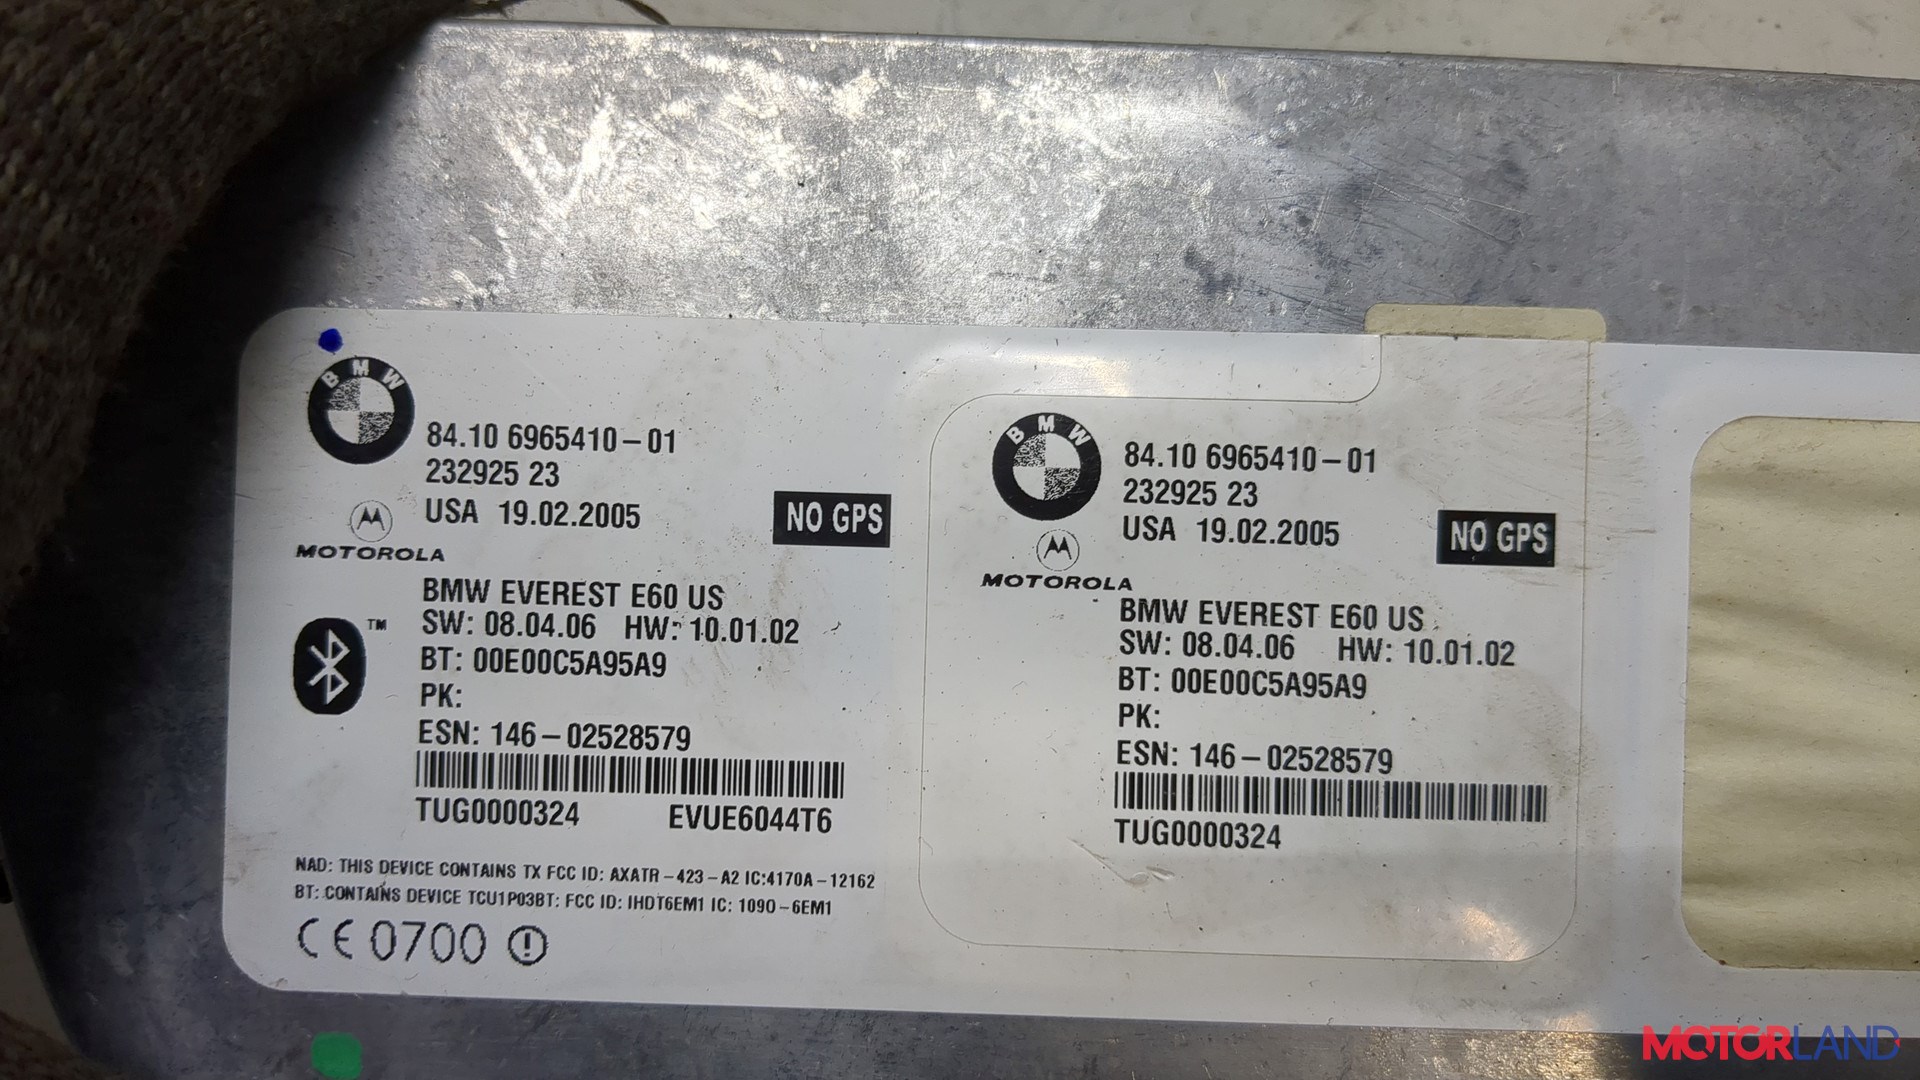 BMW
84.10 6965410-01
232925 23
USA 19.02.2005
NO GPS
MOTOROLA
BMW EVEREST E60 US
SW: 08.04.06 HW: 10.01.02
TM
BT: 00E00C5A95A9
PK:
ESN: 146-02528579
TUG0000324 EVUE6044T6
NAD: THIS DEVICE CONTAINS TX FCC ID: AXATR-423-A2 IC:4170A-12162
BT: CONTAINS DEVICE TCU1P03BT: FCC ID: IHDT6EM1 IC: 109O-6EM1
CE 0700
BMW
84.10 6965410-01
232925 23
USA 19.02.2005
NO GPS
MOTOROLA
BMW EVEREST E60 US
SW: 08.04.06 HW: 10.01.02
BT: 00E00C5A95A9
PK:
ESN: 146-02528579
TUG0000324
MOTORLAND